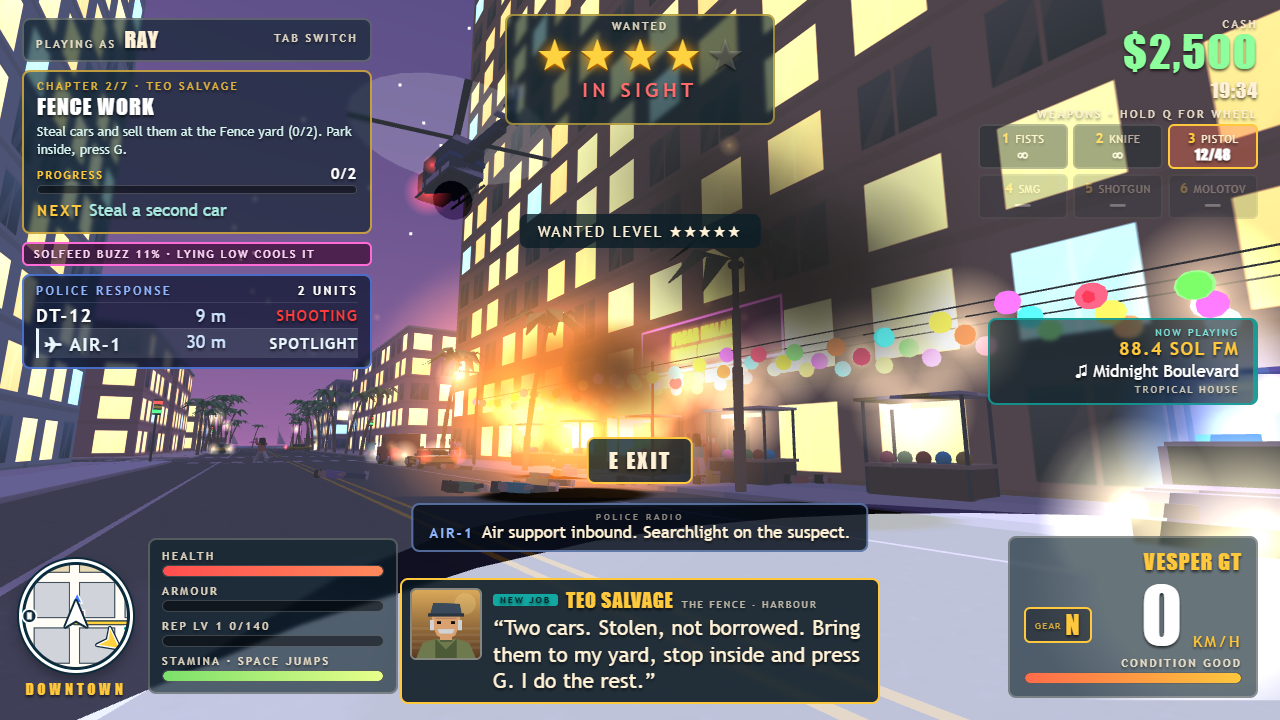 PLAYING AS RAY TAB SWITCH
CHAPTER 2/7 · TEO SALVAGE
FENCE WORK
Steal cars and sell them at the Fence yard (0/2). Park
inside, press G.
PROGRESS 0/2
NEXT Steal a second car
SOLFEED BUZZ 11% · LYING LOW COOLS IT
POLICE RESPONSE 2 UNITS
DT-12 9 m SHOOTING
AIR-1 30 m SPOTLIGHT
WANTED
IN SIGHT
WANTED LEVEL ★★★★★
CASH
$2,500
19:34
WEAPONS · HOLD Q FOR WHEEL
1 FISTS ∞
2 KNIFE ∞
3 PISTOL 12/48
4 SMG —
5 SHOTGUN —
6 MOLOTOV —
NOW PLAYING
88.4 SOL FM
♫ Midnight Boulevard
TROPICAL HOUSE
E EXIT
POLICE RADIO
AIR-1 Air support inbound. Searchlight on the suspect.
NEW JOB TEO SALVAGE THE FENCE · HARBOUR
“Two cars. Stolen, not borrowed. Bring
them to my yard, stop inside and press
G. I do the rest.”
DOWNTOWN
HEALTH
ARMOUR
REP LV 1 0/140
STAMINA · SPACE JUMPS
VESPER GT
GEAR N
0 KM/H
CONDITION GOOD